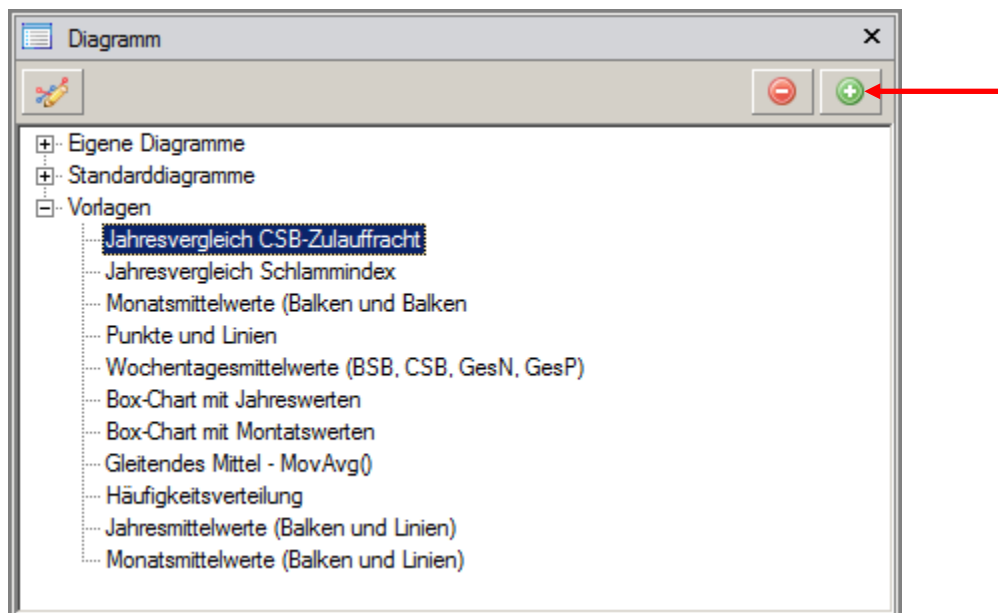 Diagramm
Eigene Diagramme
Standarddiagramme
Vorlagen
Jahresvergleich CSB-Zulauffracht
Jahresvergleich Schlammindex
Monatsmittelwerte (Balken und Balken
Punkte und Linien
Wochentagesmittelwerte (BSB, CSB, GesN, GesP)
Box-Chart mit Jahreswerten
Box-Chart mit Montatswerten
Gleitendes Mittel - MovAvg()
Häufigkeitsverteilung
Jahresmittelwerte (Balken und Linien)
Monatsmittelwerte (Balken und Linien)